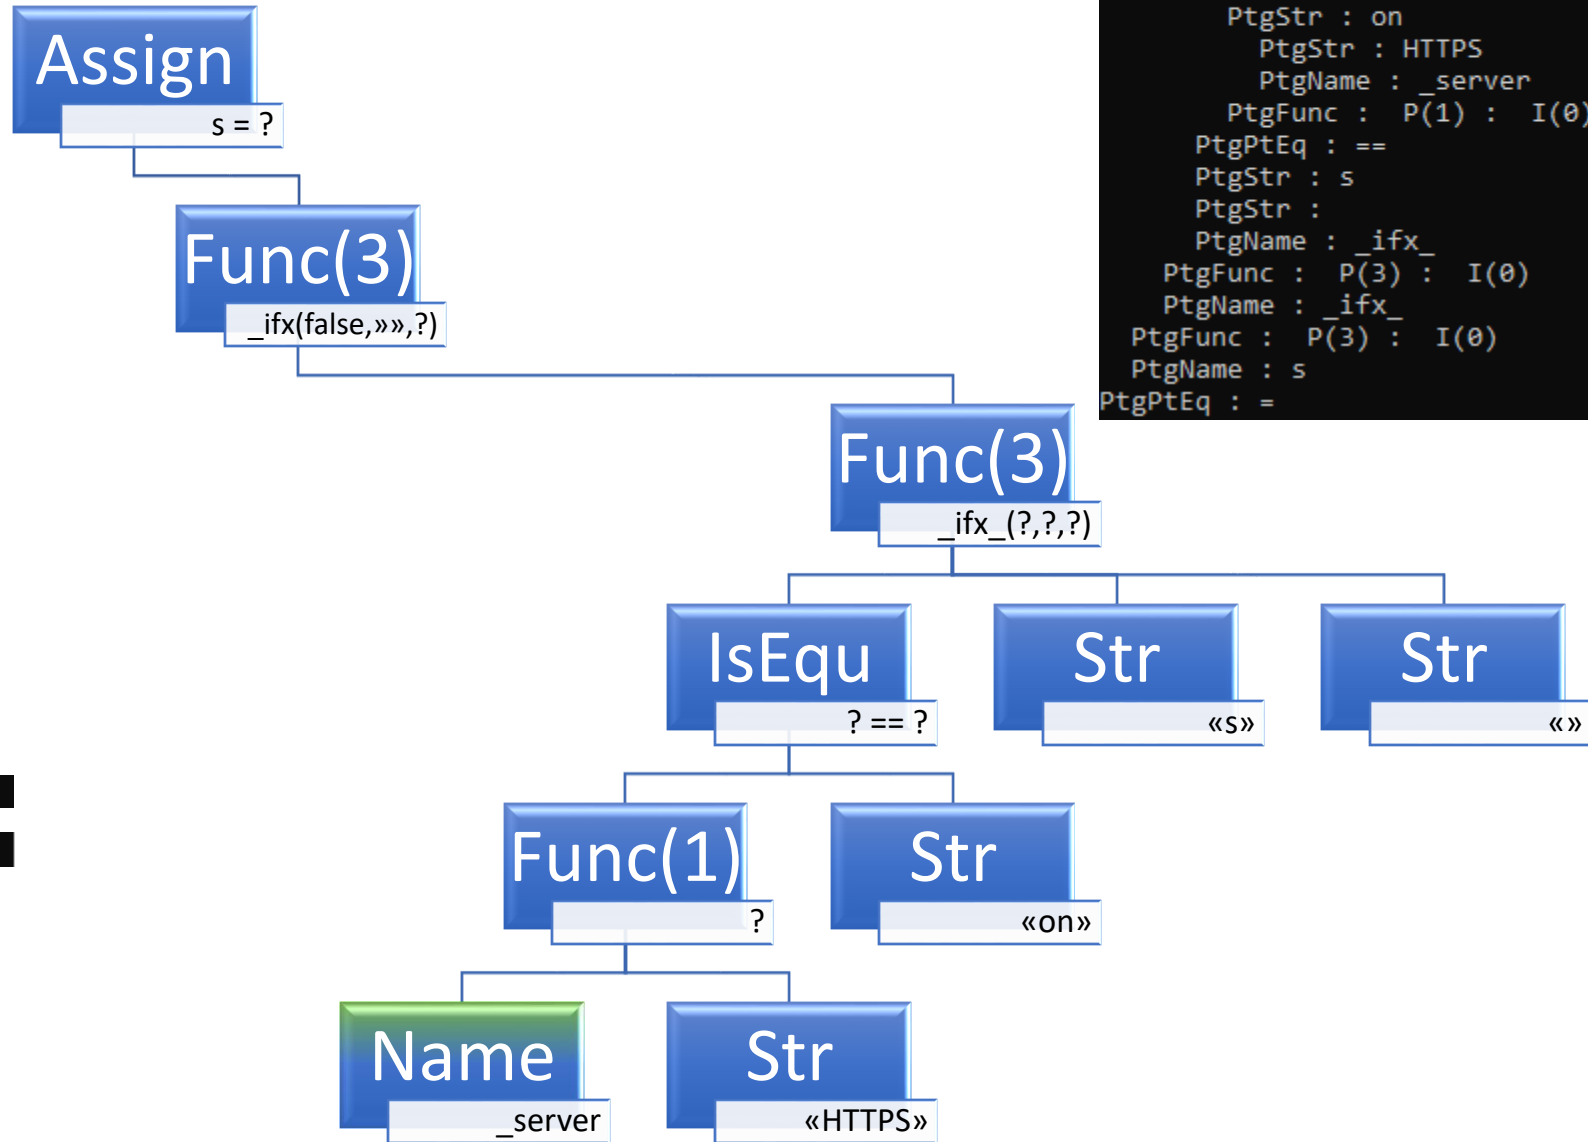 Assign
s = ?
Func(3)
_ifx(false,»»,?)
Func(3)
_ifx_(?,?,?)
IsEqu
? == ?
Str
«s»
Str
«»
Func(1)
?
Str
«on»
Name
_server
Str
«HTTPS»
PtgStr : on
PtgStr : HTTPS
PtgName : _server
PtgFunc : P(1) : I(0)
PtgPtEq : ==
PtgStr : s
PtgStr :
PtgName : _ifx_
PtgFunc : P(3) : I(0)
PtgName : _ifx_
PtgFunc : P(3) : I(0)
PtgName : s
PtgPtEq : =